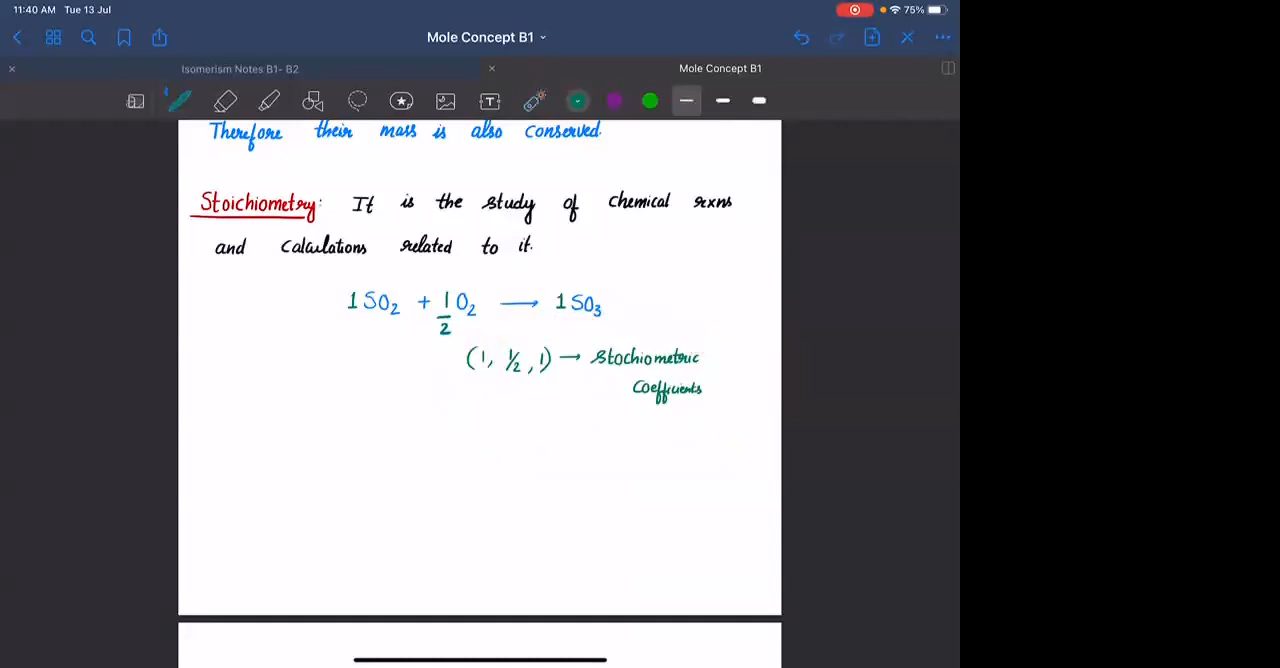 11:40 AM Tue 13 Jul
75%
Mole Concept B1
Isomerism Notes B1- B2
Mole Concept B1
Therefore their mass is also conserved.
Stoichiometry: It is the study of chemical rxns
and calculations related to it.
1 SO₂ + 1/2 O₂ → 1 SO₃
(1, 1/2, 1) → Stochiometric
Coefficients